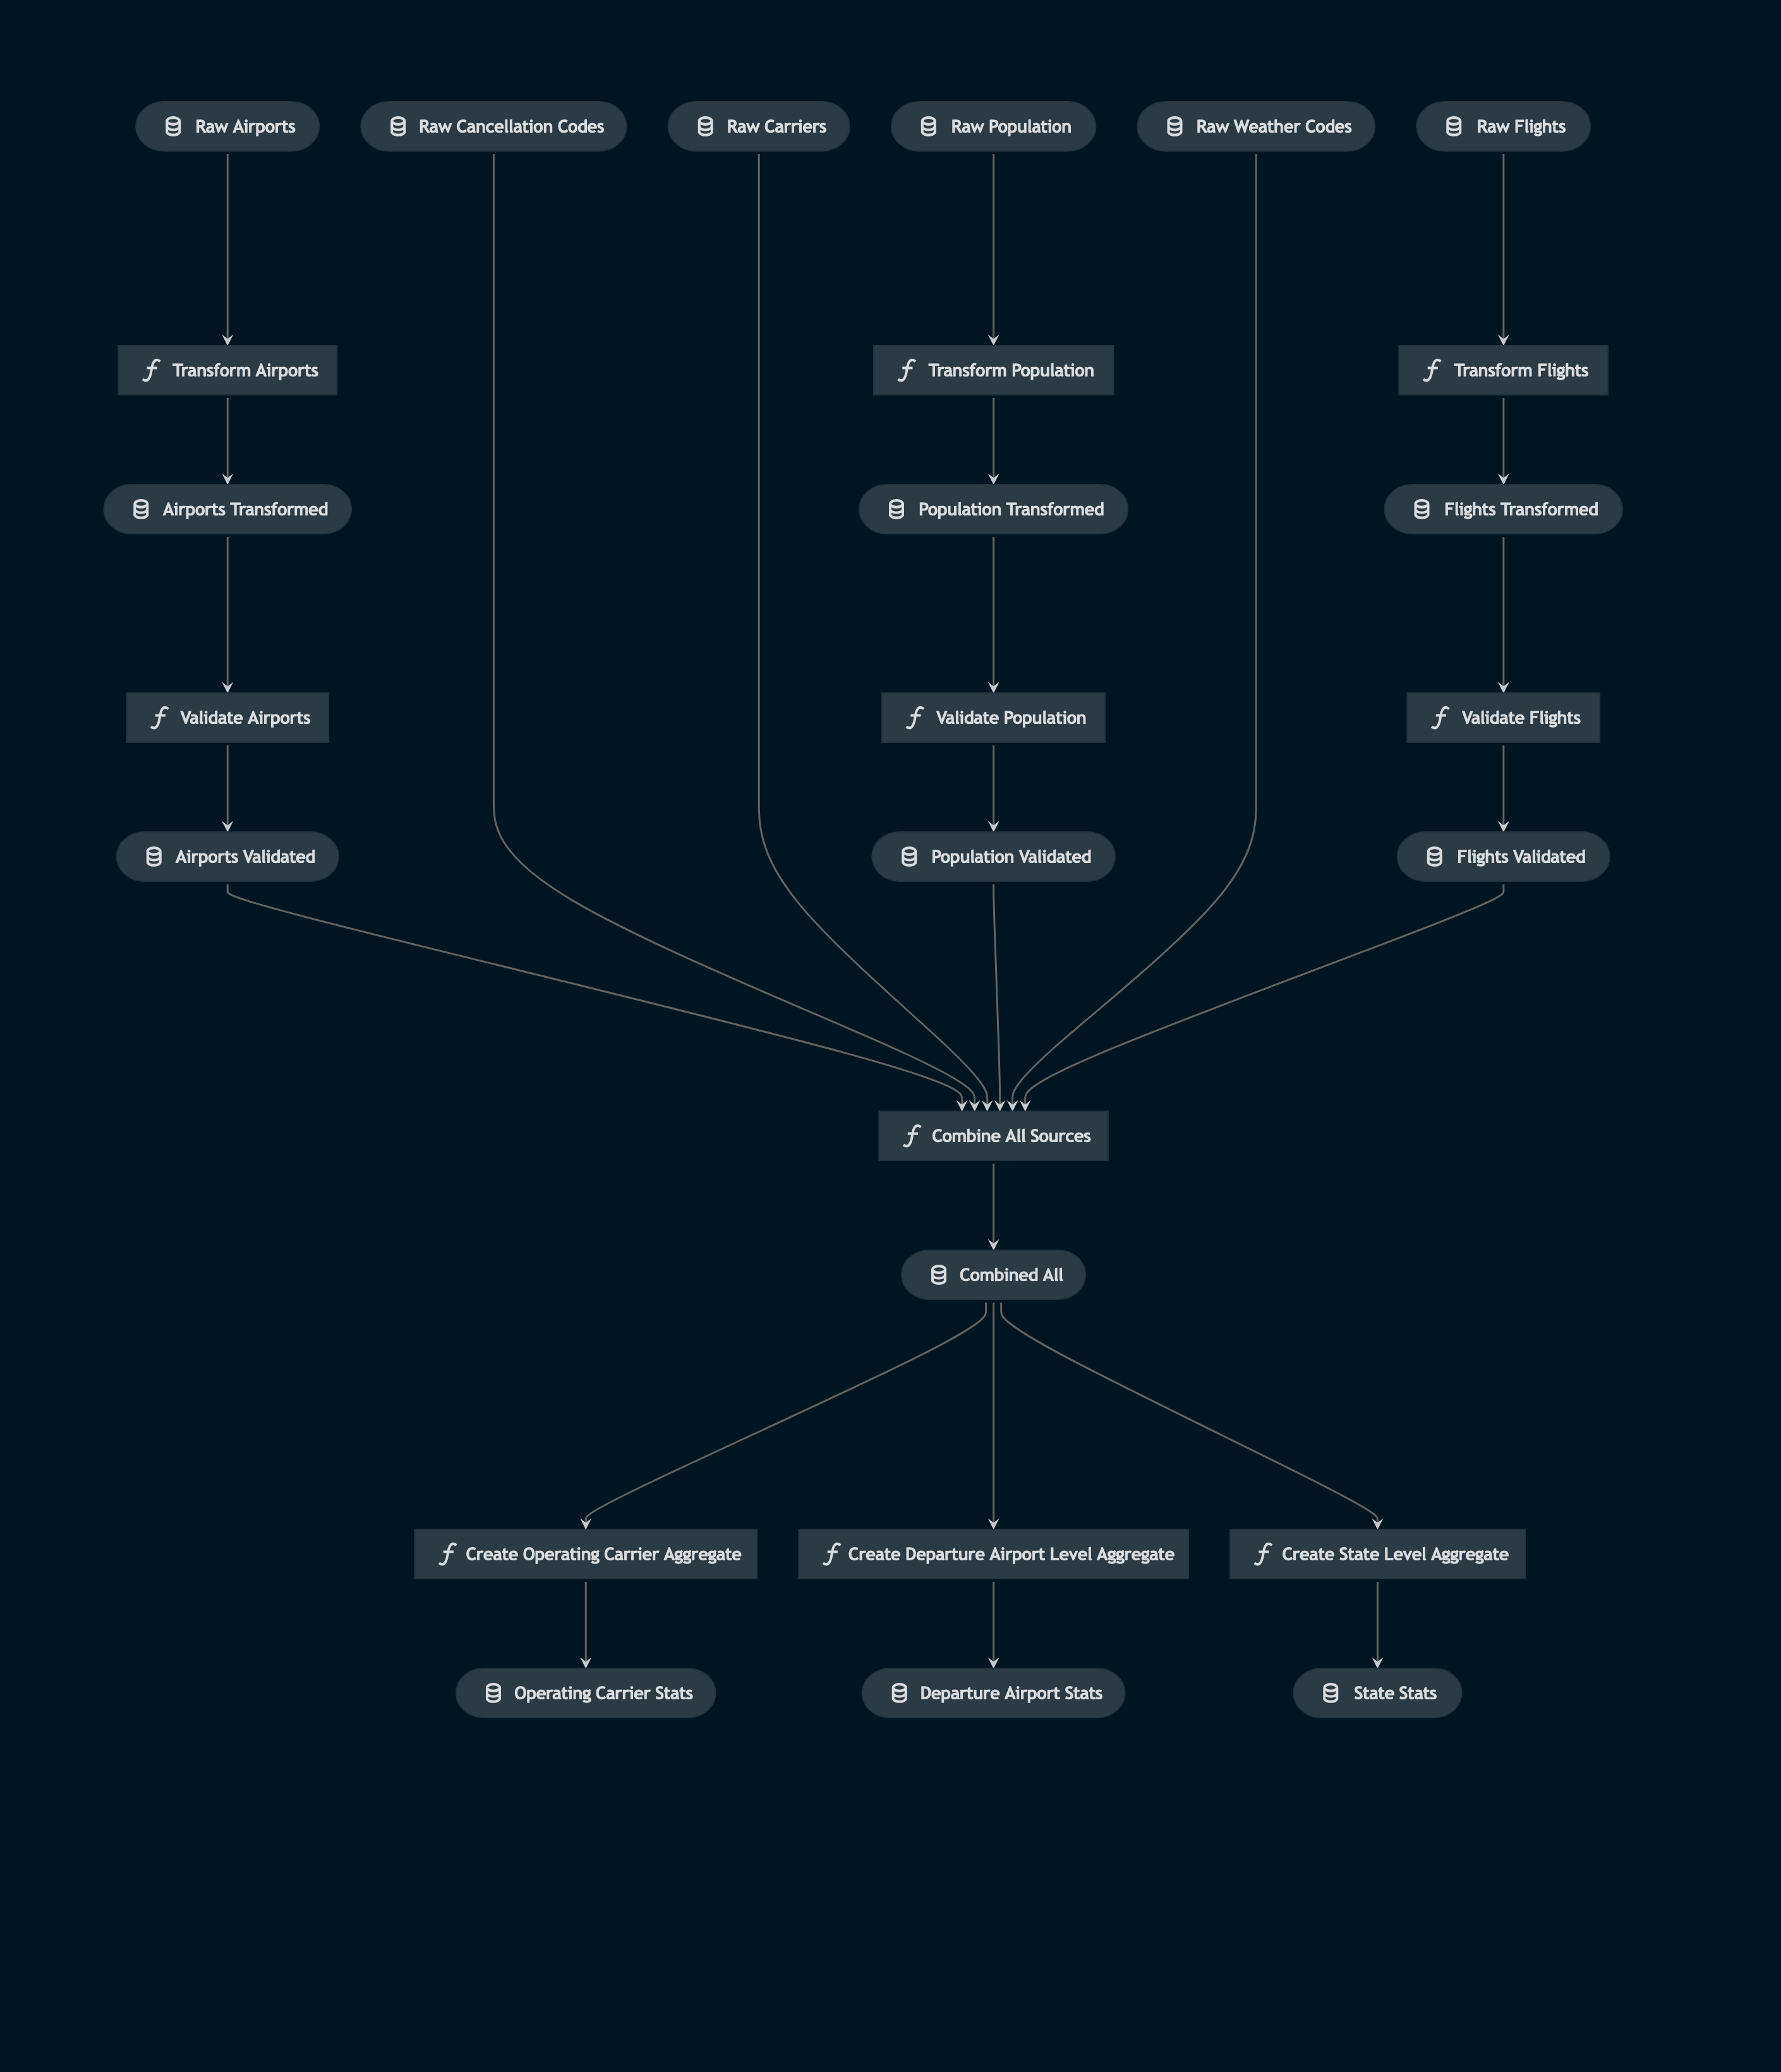 Raw Airports
Raw Cancellation Codes
Raw Carriers
Raw Population
Raw Weather Codes
Raw Flights
Transform Airports
Transform Population
Transform Flights
Airports Transformed
Population Transformed
Flights Transformed
Validate Airports
Validate Population
Validate Flights
Airports Validated
Population Validated
Flights Validated
Combine All Sources
Combined All
Create Operating Carrier Aggregate
Create Departure Airport Level Aggregate
Create State Level Aggregate
Operating Carrier Stats
Departure Airport Stats
State Stats